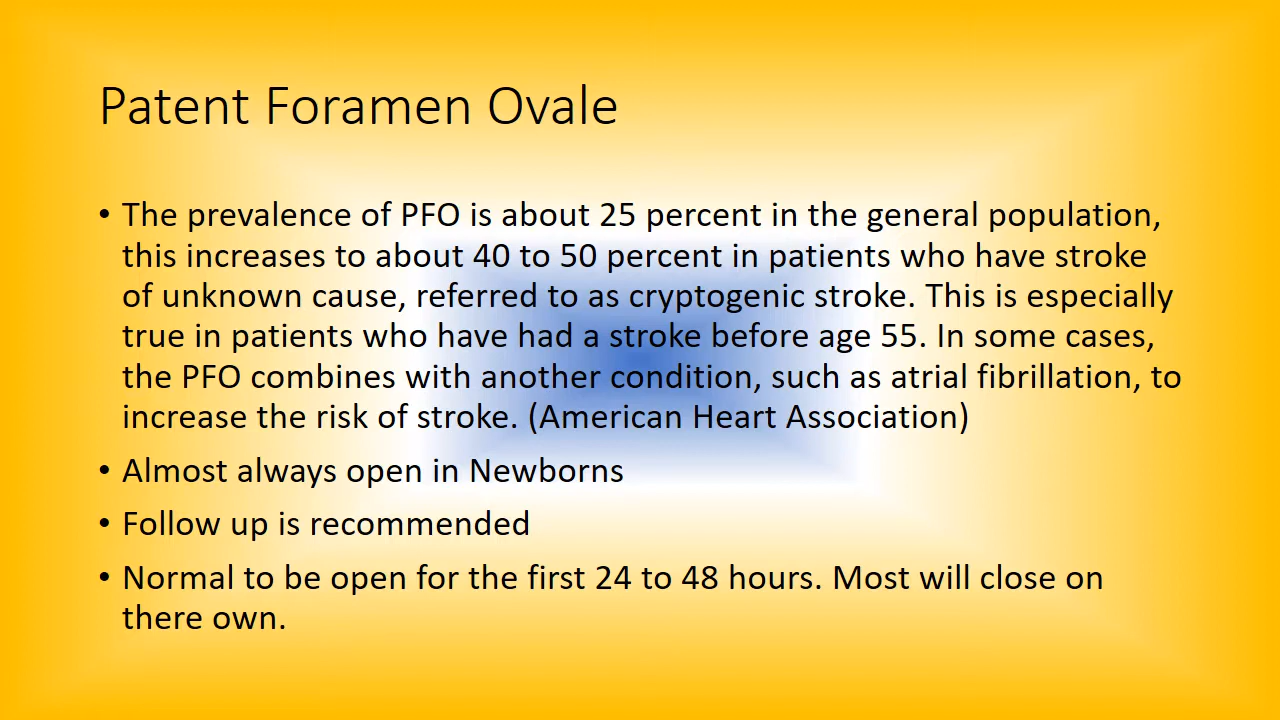 Patent Foramen Ovale
• The prevalence of PFO is about 25 percent in the general population,
this increases to about 40 to 50 percent in patients who have stroke
of unknown cause, referred to as cryptogenic stroke. This is especially
true in patients who have had a stroke before age 55. In some cases,
the PFO combines with another condition, such as atrial fibrillation, to
increase the risk of stroke. (American Heart Association)
• Almost always open in Newborns
• Follow up is recommended
• Normal to be open for the first 24 to 48 hours. Most will close on
there own.